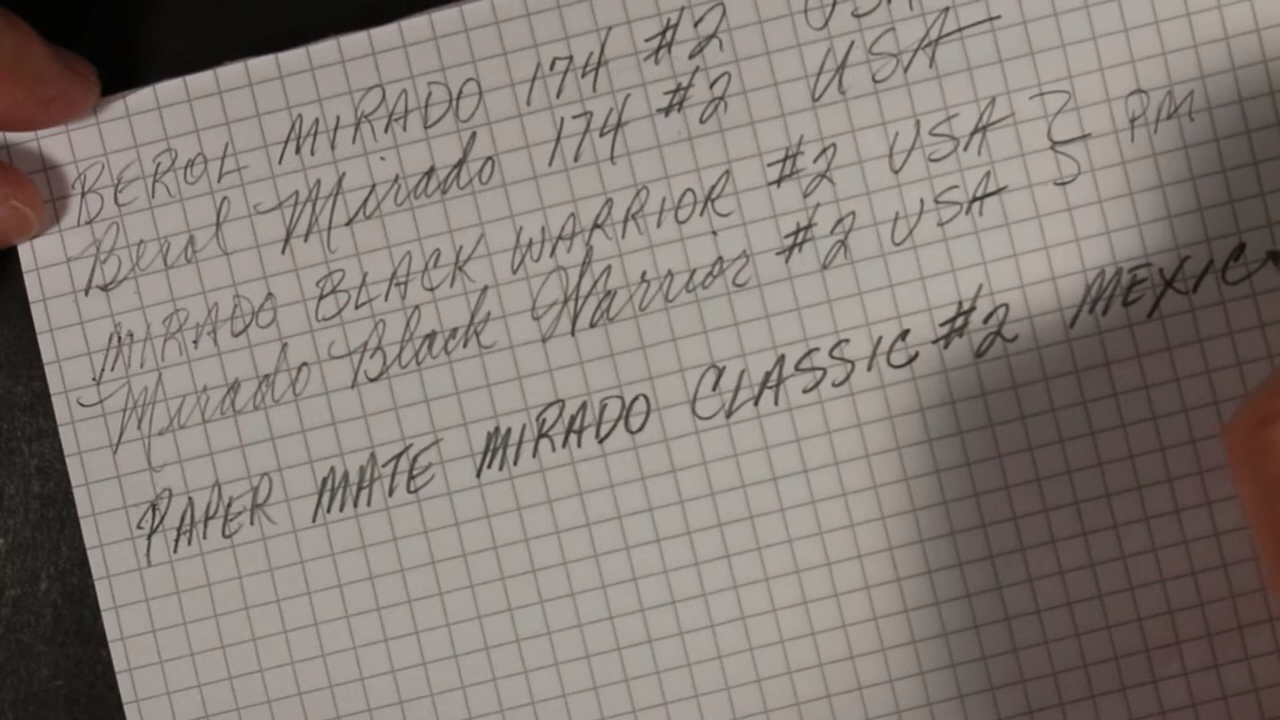 BEROL MIRADO 174 #2 USA
Berol Mirado 174 #2 USA
MIRADO BLACK WARRIOR #2 USA } PM
Mirado Black Warrior #2 USA
PAPER MATE MIRADO CLASSIC #2 MEXIC